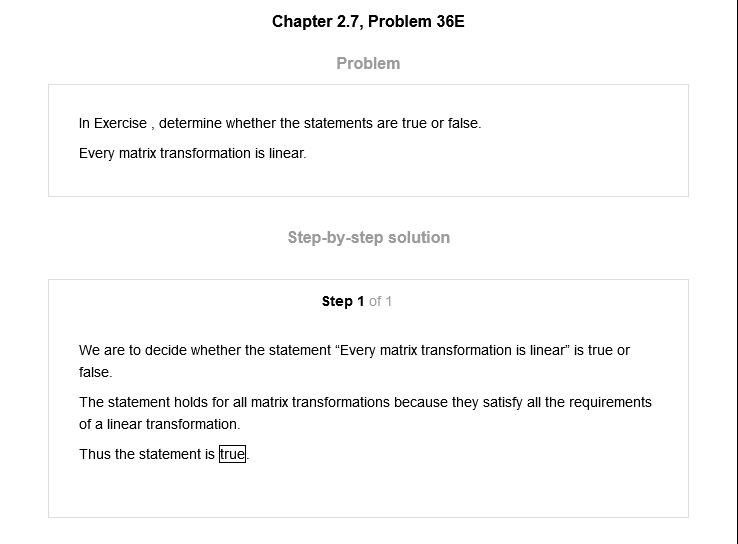 Chapter 2.7, Problem 36E
Problem
In Exercise , determine whether the statements are true or false.
Every matrix transformation is linear.
Step-by-step solution
Step 1 of 1
We are to decide whether the statement “Every matrix transformation is linear” is true or
false.
The statement holds for all matrix transformations because they satisfy all the requirements
of a linear transformation.
Thus the statement is true.